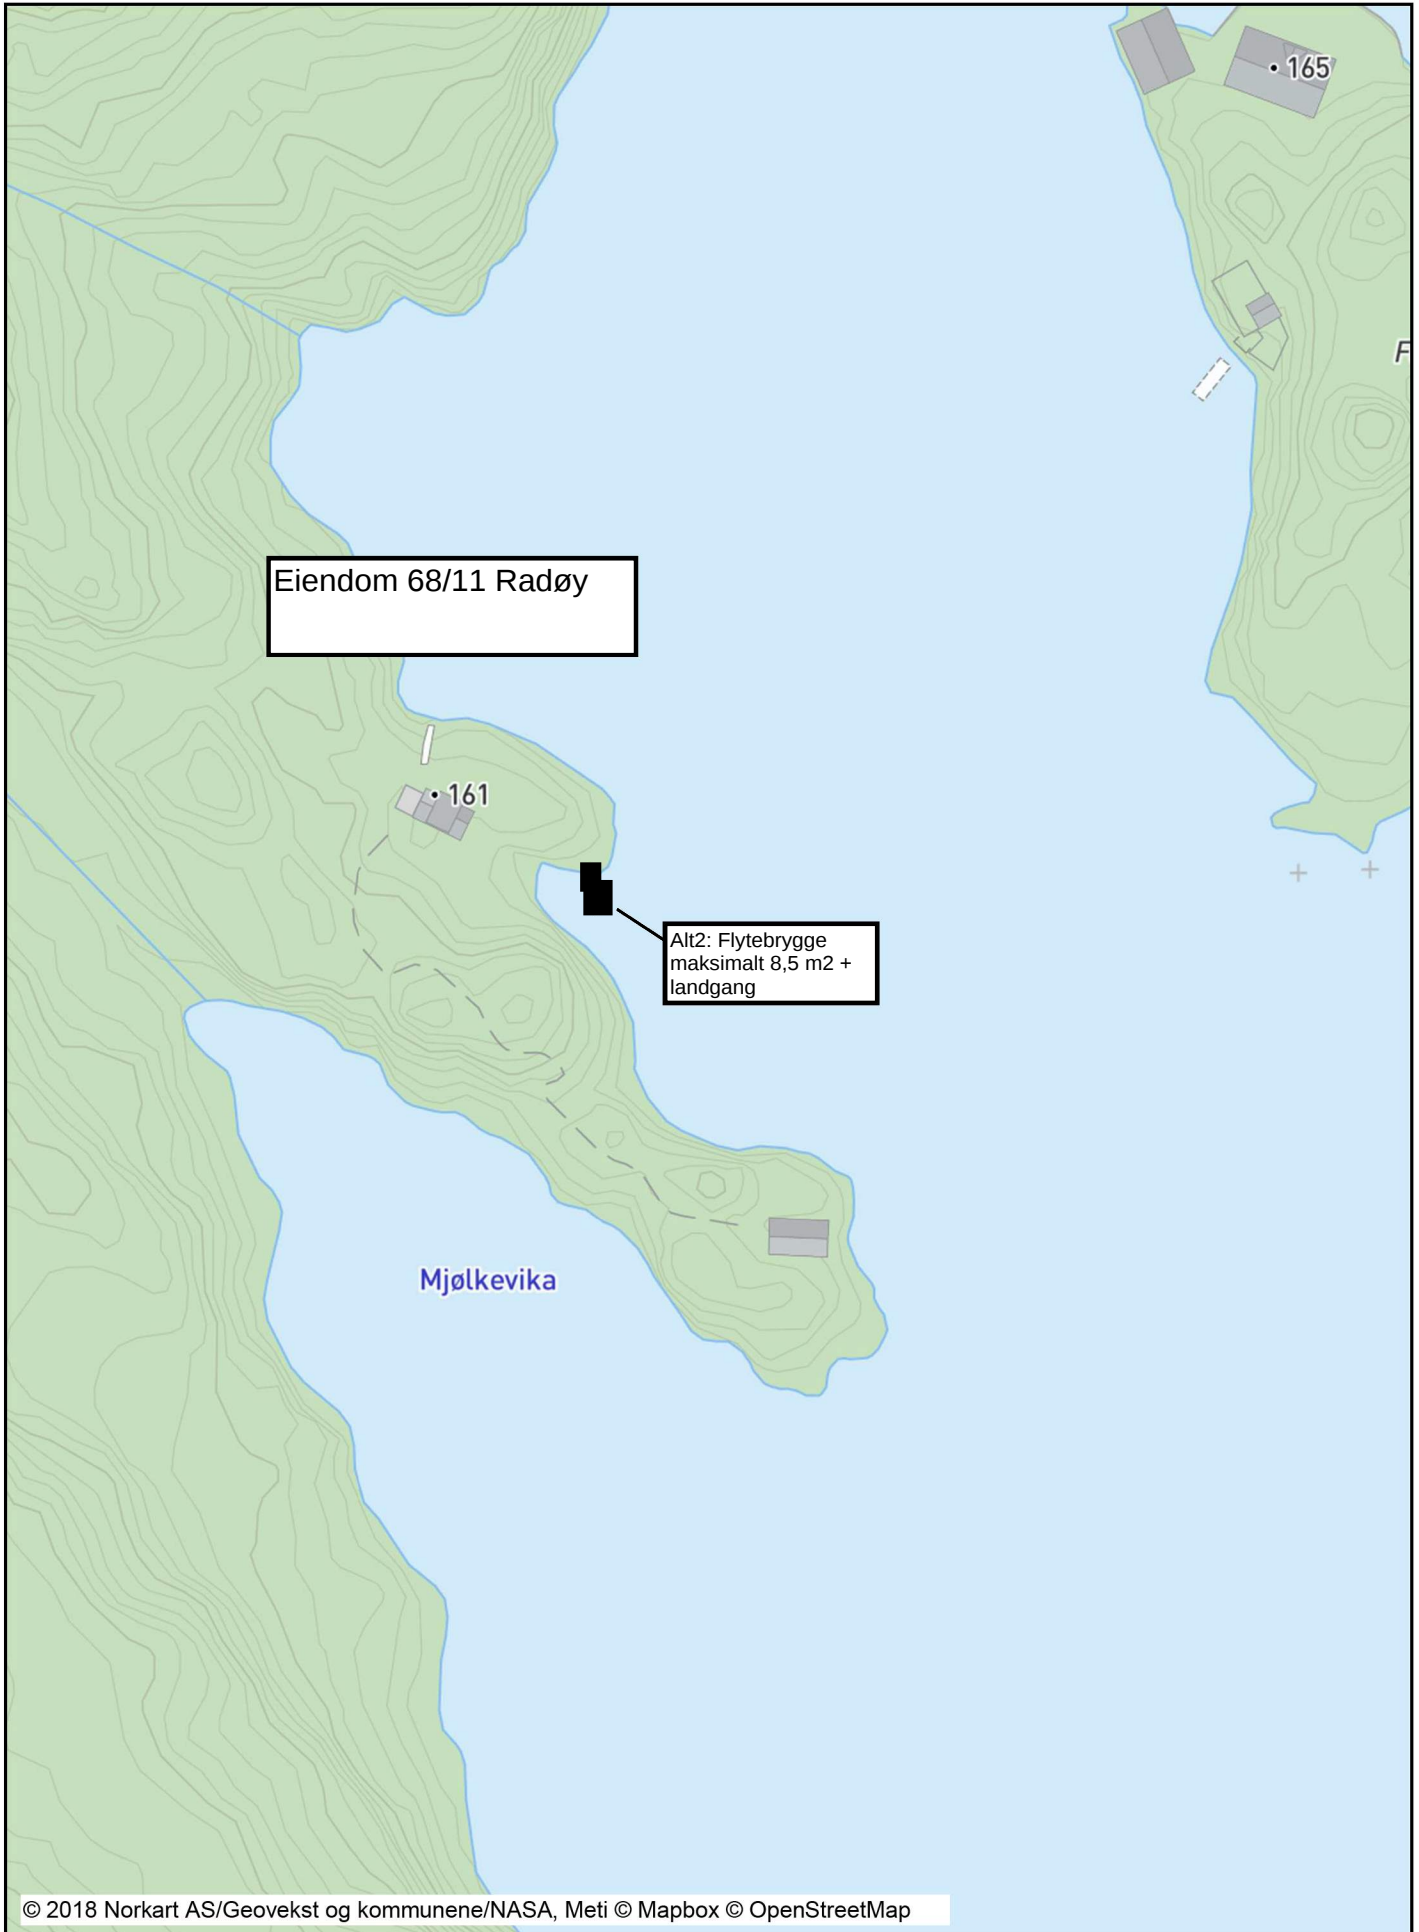 165
F
Eiendom 68/11 Radøy
161
Alt2: Flytebrygge
maksimalt 8,5 m2 +
landgang
Mjølkevika
© 2018 Norkart AS/Geovekst og kommunene/NASA, Meti © Mapbox © OpenStreetMap